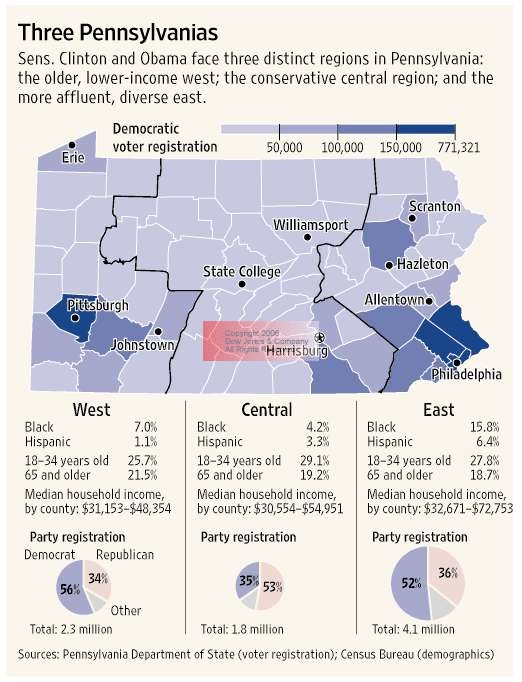 Three Pennsylvanias
Sens. Clinton and Obama face three distinct regions in Pennsylvania:
the older, lower-income west; the conservative central region; and the
more affluent, diverse east.
Democratic
voter registration
50,000 100,000 150,000 771,321
Erie
Scranton
Williamsport
Hazleton
State College
Allentown
Pittsburgh
Johnstown
Copyright 2008
Dow Jones & Company
All Rights Re
Harrisburg
Philadelphia
West
Black 7.0%
Hispanic 1.1%
18–34 years old 25.7%
65 and older 21.5%
Median household income,
by county: $31,153–$48,354
Party registration
Democrat Republican
56% 34%
Other
Total: 2.3 million
Central
Black 4.2%
Hispanic 3.3%
18–34 years old 29.1%
65 and older 19.2%
Median household income,
by county: $30,554–$54,951
Party registration
35% 53%
Total: 1.8 million
East
Black 15.8%
Hispanic 6.4%
18–34 years old 27.8%
65 and older 18.7%
Median household income,
by county: $32,671–$72,753
Party registration
52% 36%
Total: 4.1 million
Sources: Pennsylvania Department of State (voter registration); Census Bureau (demographics)